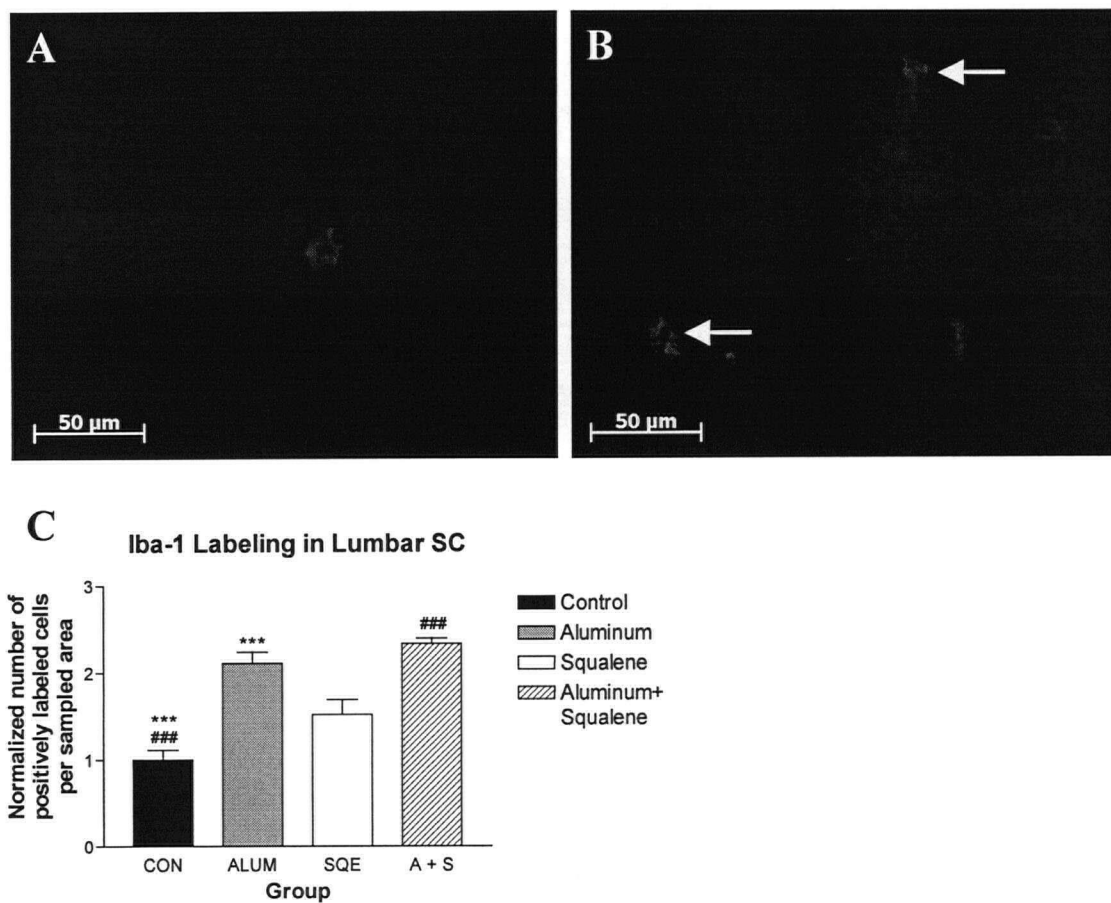 A
B
50 µm
50 µm
C
Iba-1 Labeling in Lumbar SC
Normalized number of
positively labeled cells
per sampled area
3
2
1
0
***
###
***
###
CON
ALUM
SQE
A + S
Group
Control
Aluminum
Squalene
Aluminum+
Squalene